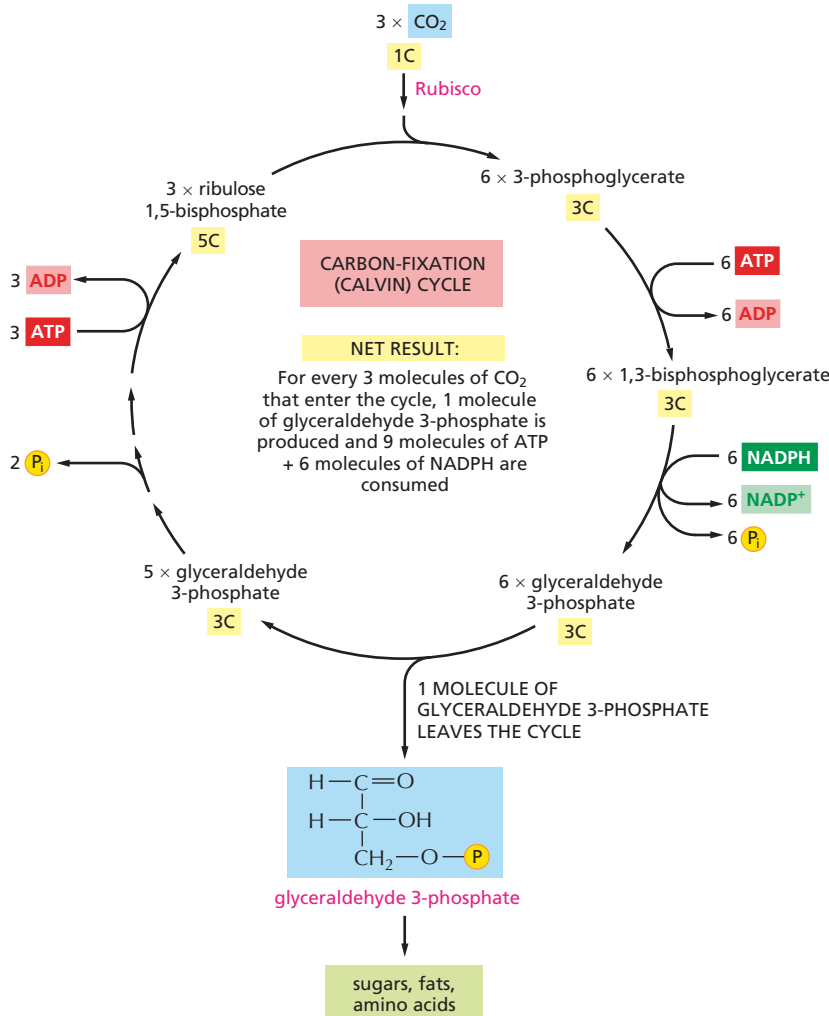 3 × CO₂
1C
Rubisco
3 × ribulose
1,5-bisphosphate
5C
6 × 3-phosphoglycerate
3C
CARBON-FIXATION
(CALVIN) CYCLE
6 ATP
6 ADP
3 ADP
3 ATP
NET RESULT:
For every 3 molecules of CO₂
that enter the cycle, 1 molecule
of glyceraldehyde 3-phosphate is
produced and 9 molecules of ATP
+ 6 molecules of NADPH are
consumed
6 × 1,3-bisphosphoglycerate
3C
6 NADPH
6 NADP⁺
6 Pᵢ
2 Pᵢ
5 × glyceraldehyde
3-phosphate
3C
6 × glyceraldehyde
3-phosphate
3C
1 MOLECULE OF
GLYCERALDEHYDE 3-PHOSPHATE
LEAVES THE CYCLE
H—C=O
H—C—OH
CH₂—O—P
glyceraldehyde 3-phosphate
sugars, fats,
amino acids